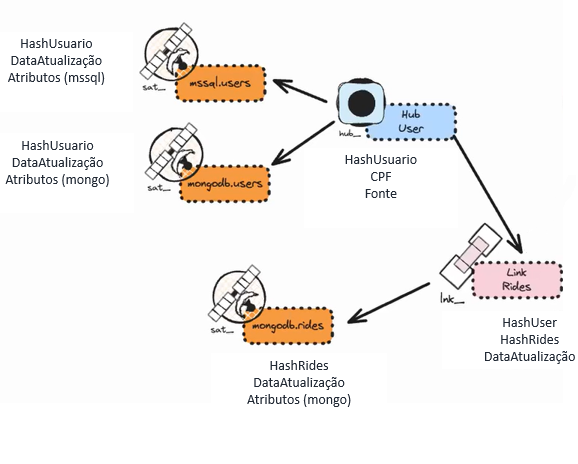 HashUsuario
DataAtualização
Atributos (mssql)
sat_
mssql.users
hub_
Hub
User
HashUsuario
CPF
Fonte
HashUsuario
DataAtualização
Atributos (mongo)
sat_
mongodb.users
lnk_
Link
Rides
HashUser
HashRides
DataAtualização
sat_
mongodb.rides
HashRides
DataAtualização
Atributos (mongo)